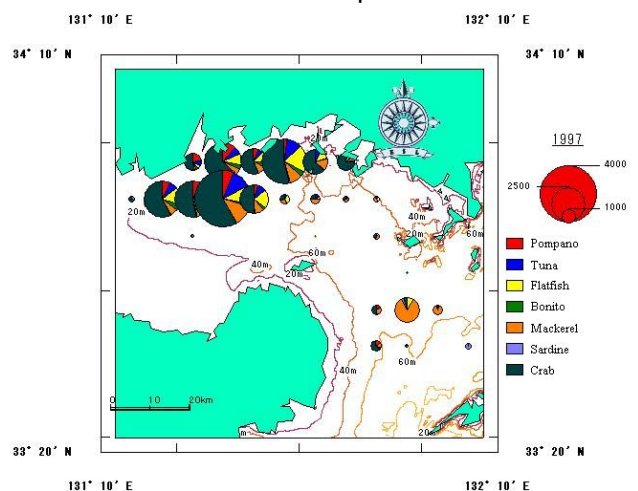 131° 10' E
132° 10' E
34° 10' N
34° 10' N
20m
1997
4000
2500
1000
20m
40m
20m
60m
60m
40m
20m
Pompano
Tuna
Flatfish
Bonito
Mackerel
Sardine
Crab
60m
40m
0 10 20km
20m
m
33° 20' N
33° 20' N
131° 10' E
132° 10' E